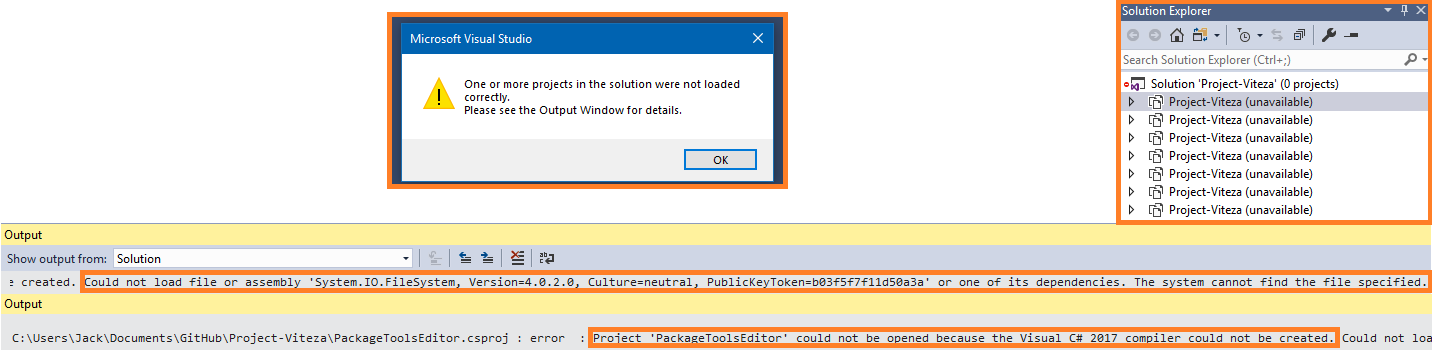 Microsoft Visual Studio
One or more projects in the solution were not loaded
correctly.
Please see the Output Window for details.
OK
Solution Explorer
Search Solution Explorer (Ctrl+;)
Solution 'Project-Viteza' (0 projects)
Project-Viteza (unavailable)
Project-Viteza (unavailable)
Project-Viteza (unavailable)
Project-Viteza (unavailable)
Project-Viteza (unavailable)
Project-Viteza (unavailable)
Project-Viteza (unavailable)
Output
Show output from: Solution
e created. Could not load file or assembly 'System.IO.FileSystem, Version=4.0.2.0, Culture=neutral, PublicKeyToken=b03f5f7f11d50a3a' or one of its dependencies. The system cannot find the file specified.
Output
C:\Users\Jack\Documents\GitHub\Project-Viteza\PackageToolsEditor.csproj : error  : Project 'PackageToolsEditor' could not be opened because the Visual C# 2017 compiler could not be created. Could not loa